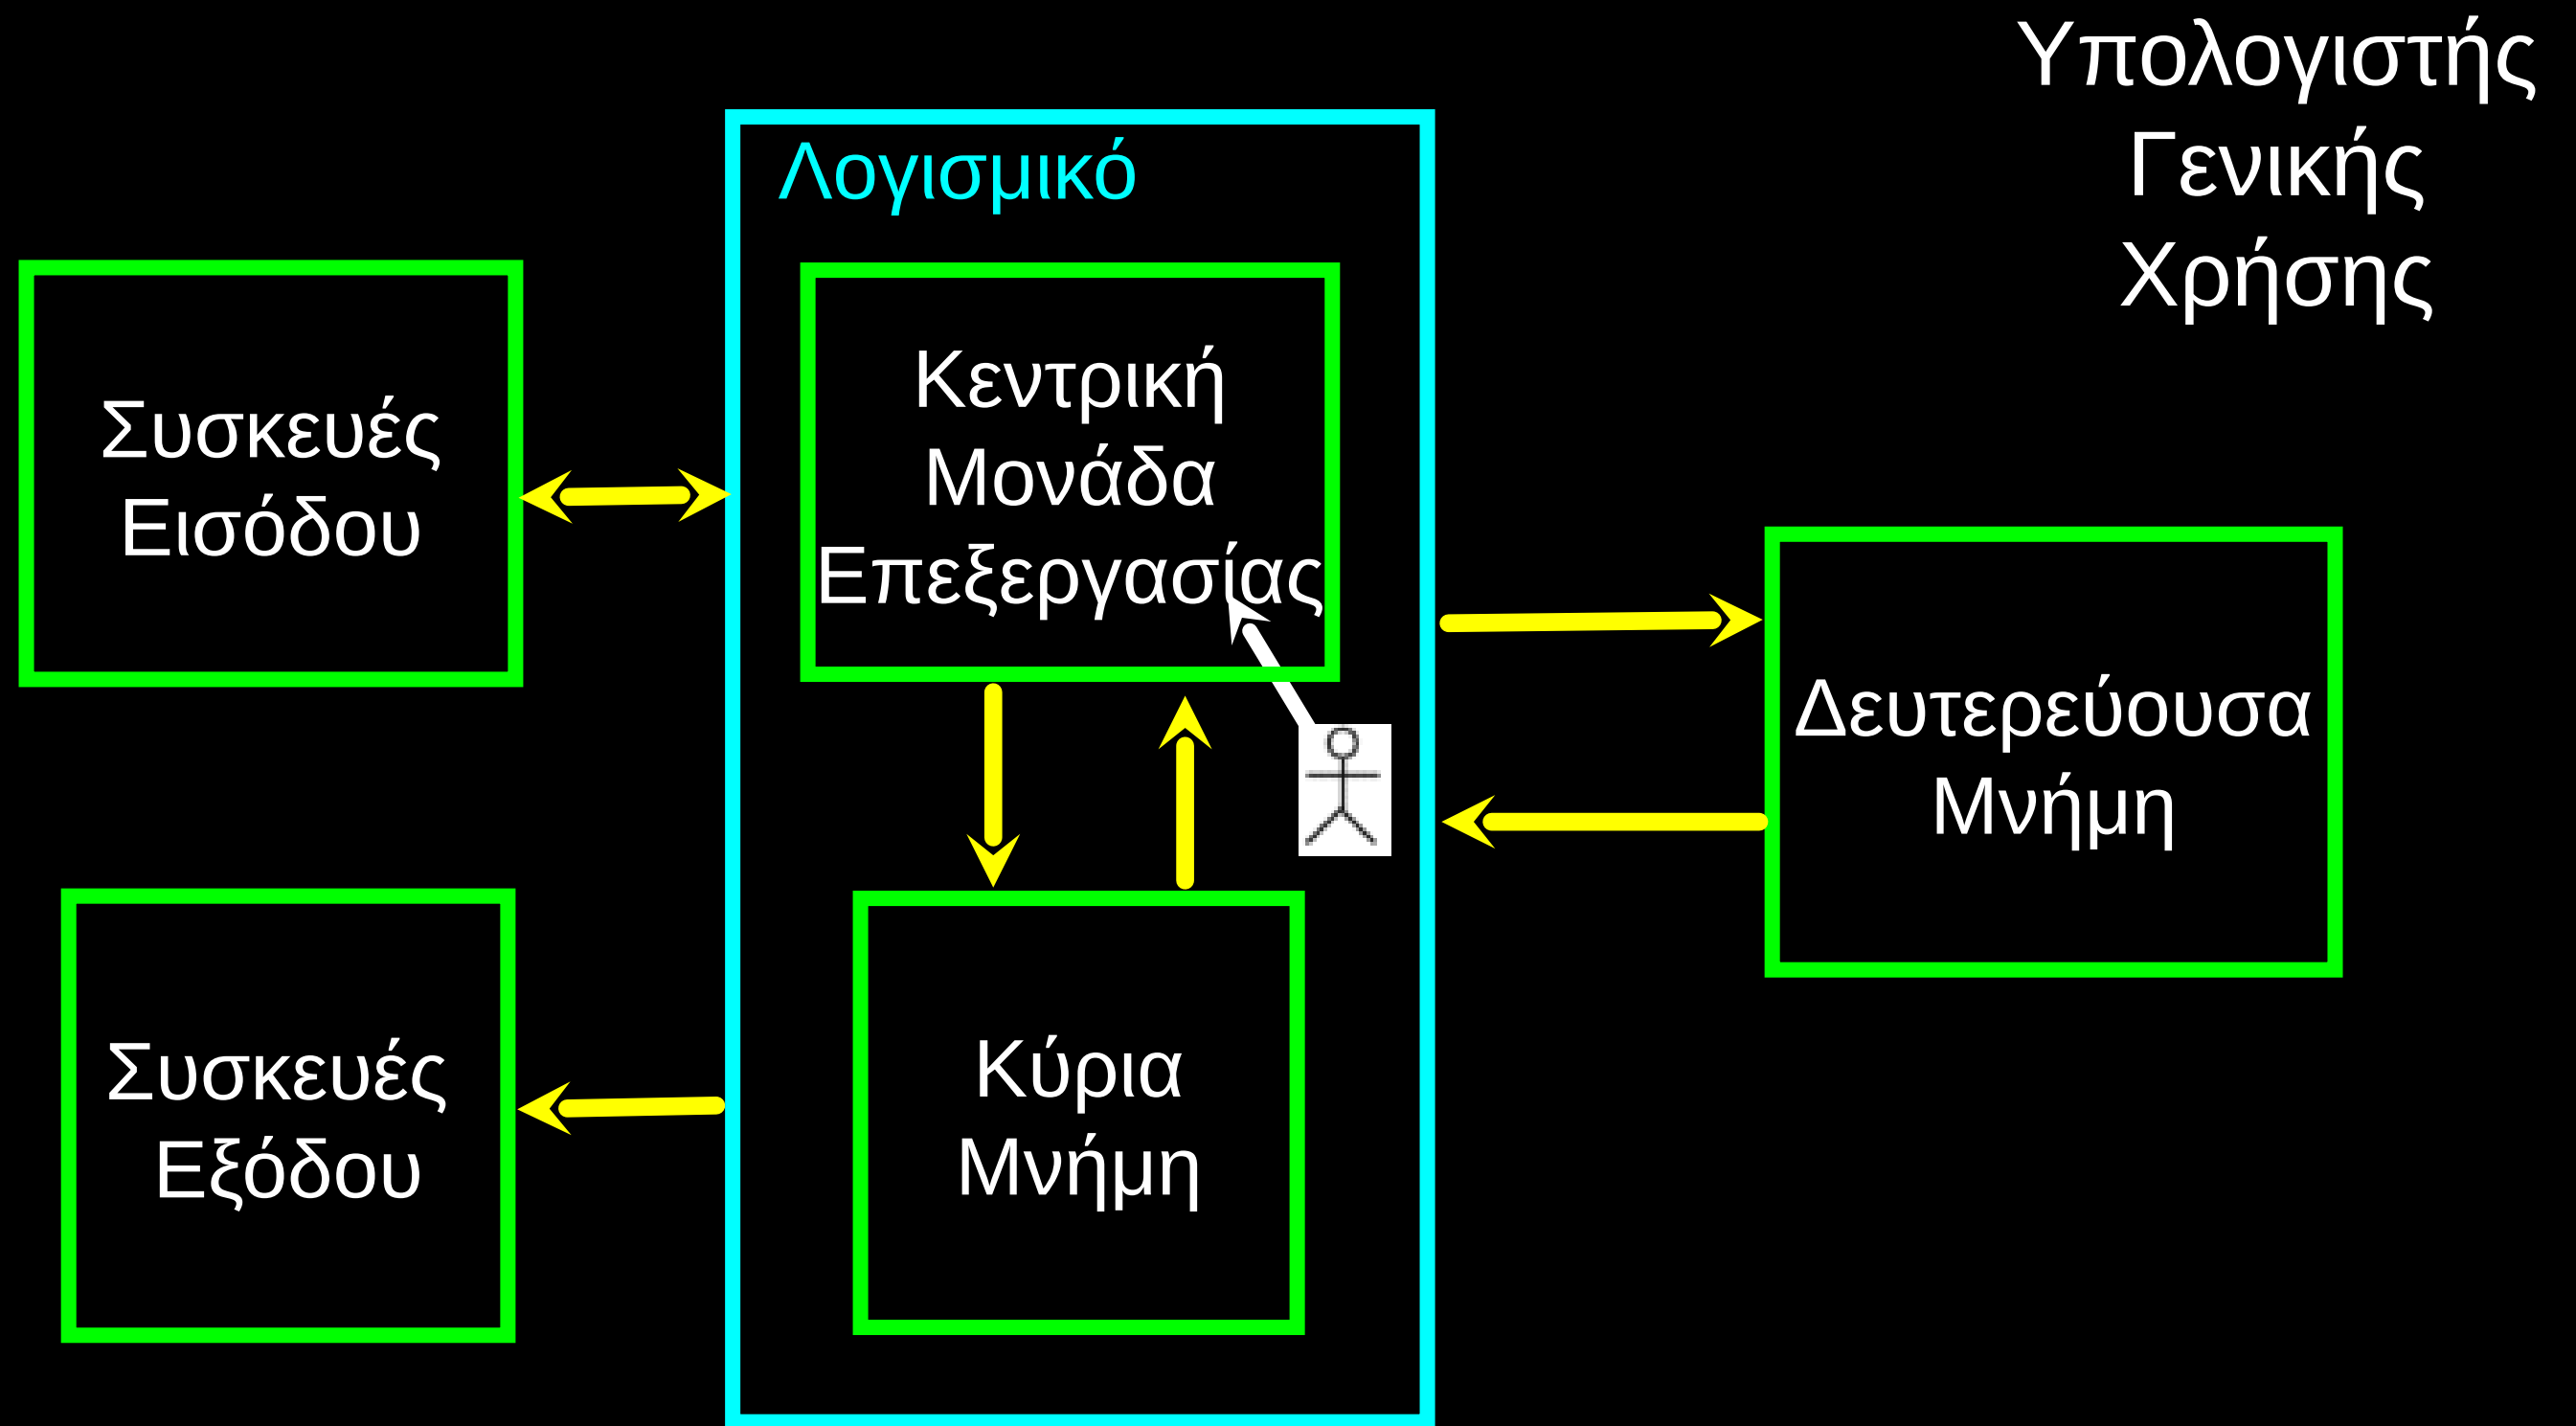 Υπολογιστής
Γενικής
Χρήσης
Λογισμικό
Συσκευές
Εισόδου
Κεντρική
Μονάδα
Επεξεργασίας
Δευτερεύουσα
Μνήμη
Συσκευές
Εξόδου
Κύρια
Μνήμη